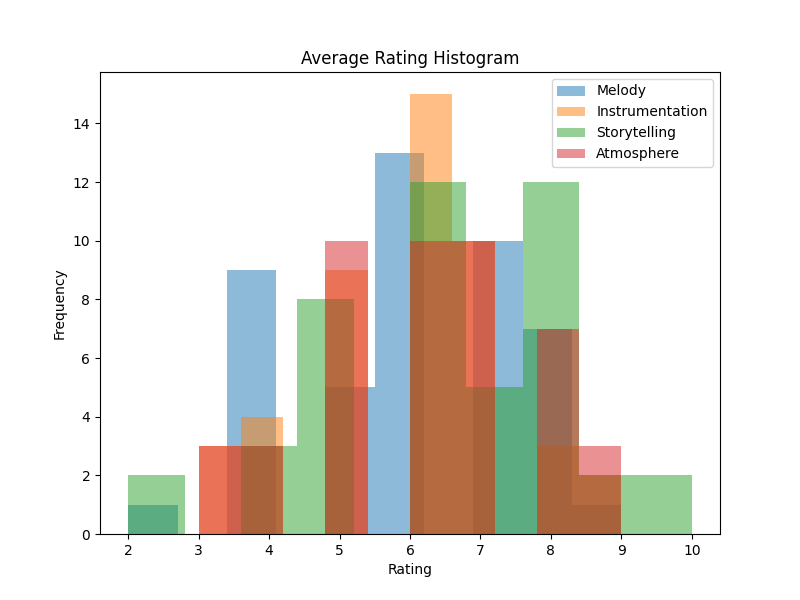 Average Rating Histogram
Melody
Instrumentation
Storytelling
Atmosphere
14
12
10
8
6
4
2
0
Frequency
2 3 4 5 6 7 8 9 10
Rating